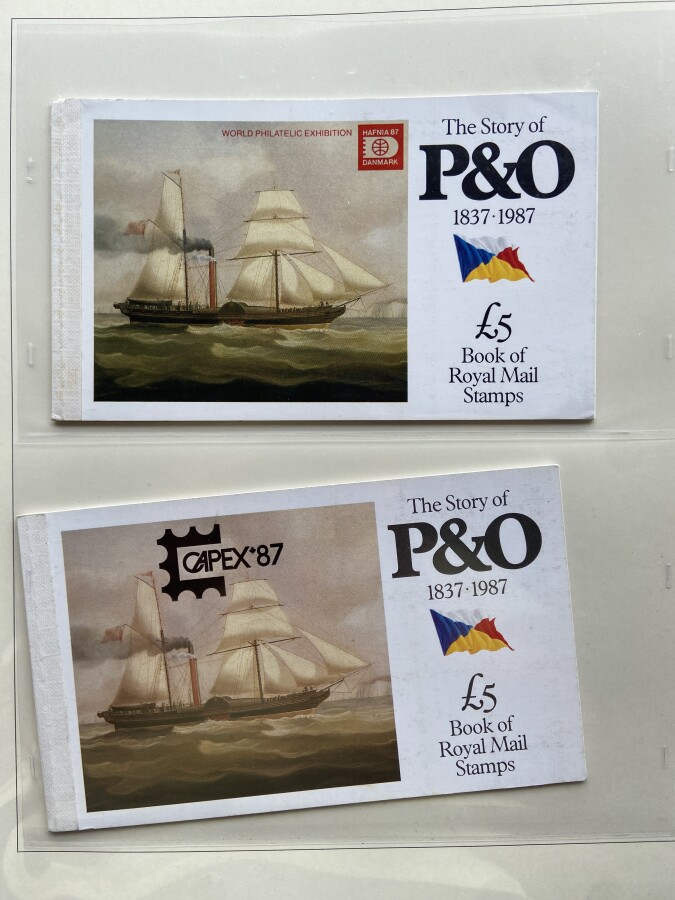 WORLD PHILATELIC EXHIBITION
HAFNIA 87
DANMARK
The Story of
P&O
1837·1987
£5
Book of
Royal Mail
Stamps
CAPEX·87
The Story of
P&O
1837·1987
£5
Book of
Royal Mail
Stamps